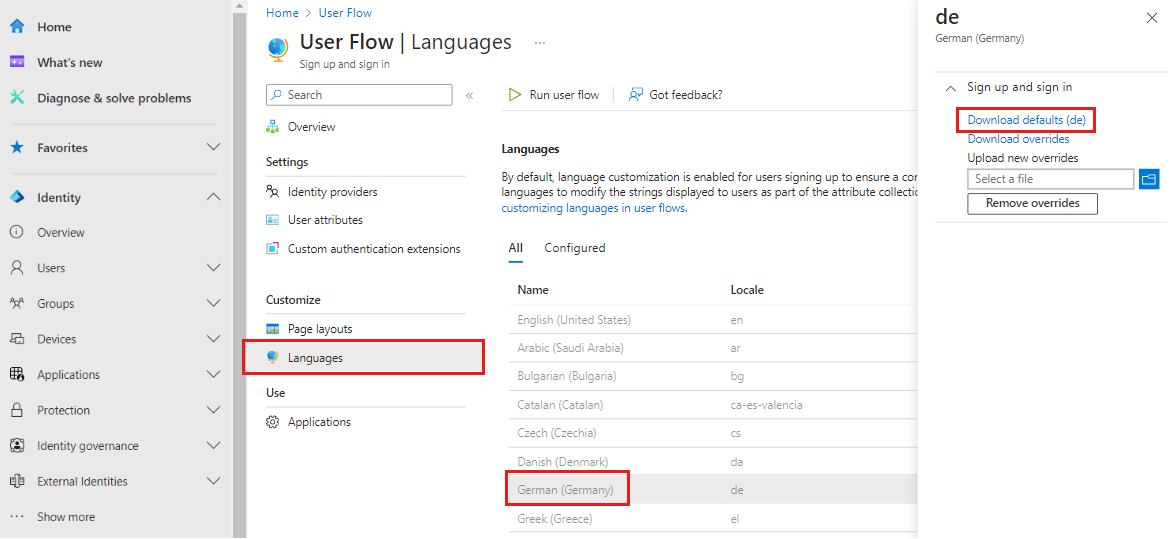 Home
What's new
Diagnose & solve problems
Favorites
Identity
Overview
Users
Groups
Devices
Applications
Protection
Identity governance
External Identities
Show more
Home > User Flow >
User Flow | Languages ...
Sign up and sign in
Search
Overview
Settings
Identity providers
User attributes
Custom authentication extensions
Customize
Page layouts
Languages
Use
Applications
Run user flow
Got feedback?
Languages
By default, language customization is enabled for users signing up to ensure a con
languages to modify the strings displayed to users as part of the attribute collectio
customizing languages in user flows.
All Configured
Name Locale
English (United States) en
Arabic (Saudi Arabia) ar
Bulgarian (Bulgaria) bg
Catalan (Catalan) ca-es-valencia
Czech (Czechia) cs
Danish (Denmark) da
German (Germany) de
Greek (Greece) el
de
German (Germany)
Sign up and sign in
Download defaults (de)
Download overrides
Upload new overrides
Select a file
Remove overrides